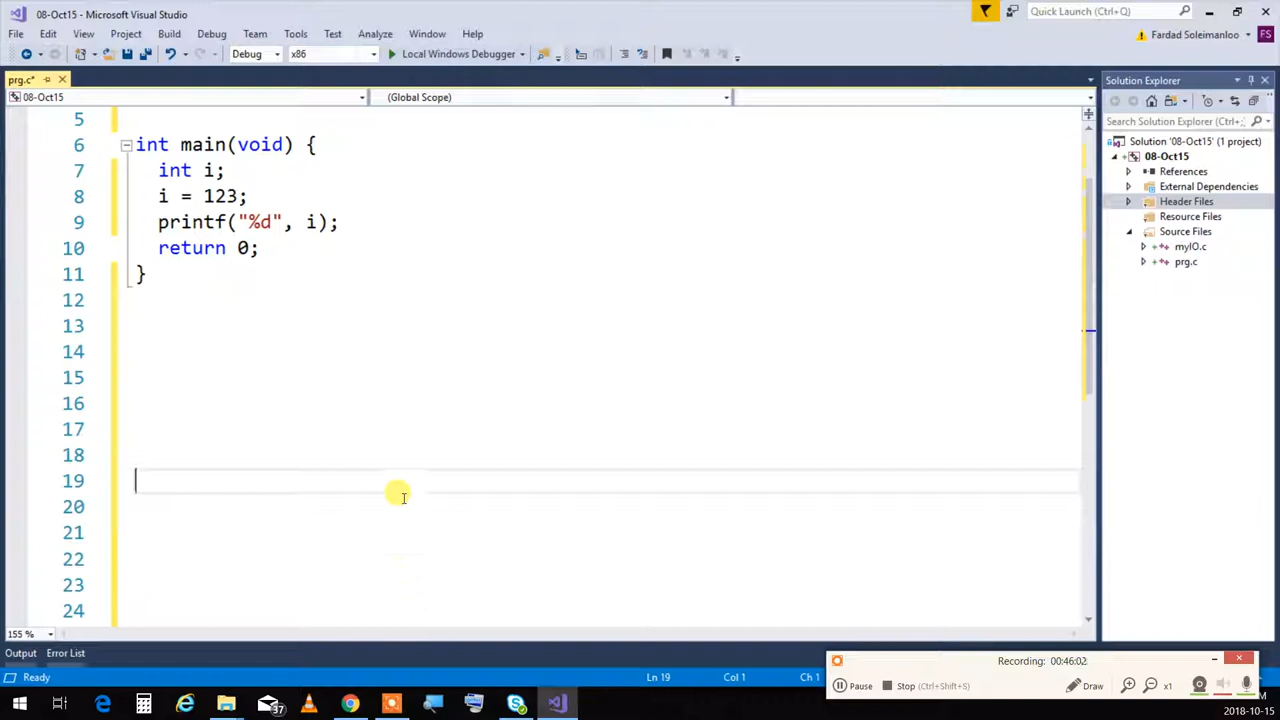 08-Oct15 - Microsoft Visual Studio
Quick Launch (Ctrl+Q)
File Edit View Project Build Debug Team Tools Test Analyze Window Help
Fardad Soleimanloo
FS
Debug x86 Local Windows Debugger
prg.c*
Solution Explorer
08-Oct15 (Global Scope)
Search Solution Explorer (Ctrl+;)
Solution '08-Oct15' (1 project)
08-Oct15
References
External Dependencies
Header Files
Resource Files
Source Files
myIO.c
prg.c
5
6 int main(void) {
7 int i;
8 i = 123;
9 printf("%d", i);
10 return 0;
11 }
12
13
14
15
16
17
18
19
20
21
22
23
24
155 %
Output Error List
Recording: 00:46:02
Ready Ln 19 Col 1 Ch 1
Pause Stop (Ctrl+Shift+S) Draw x1
37
2018-10-15